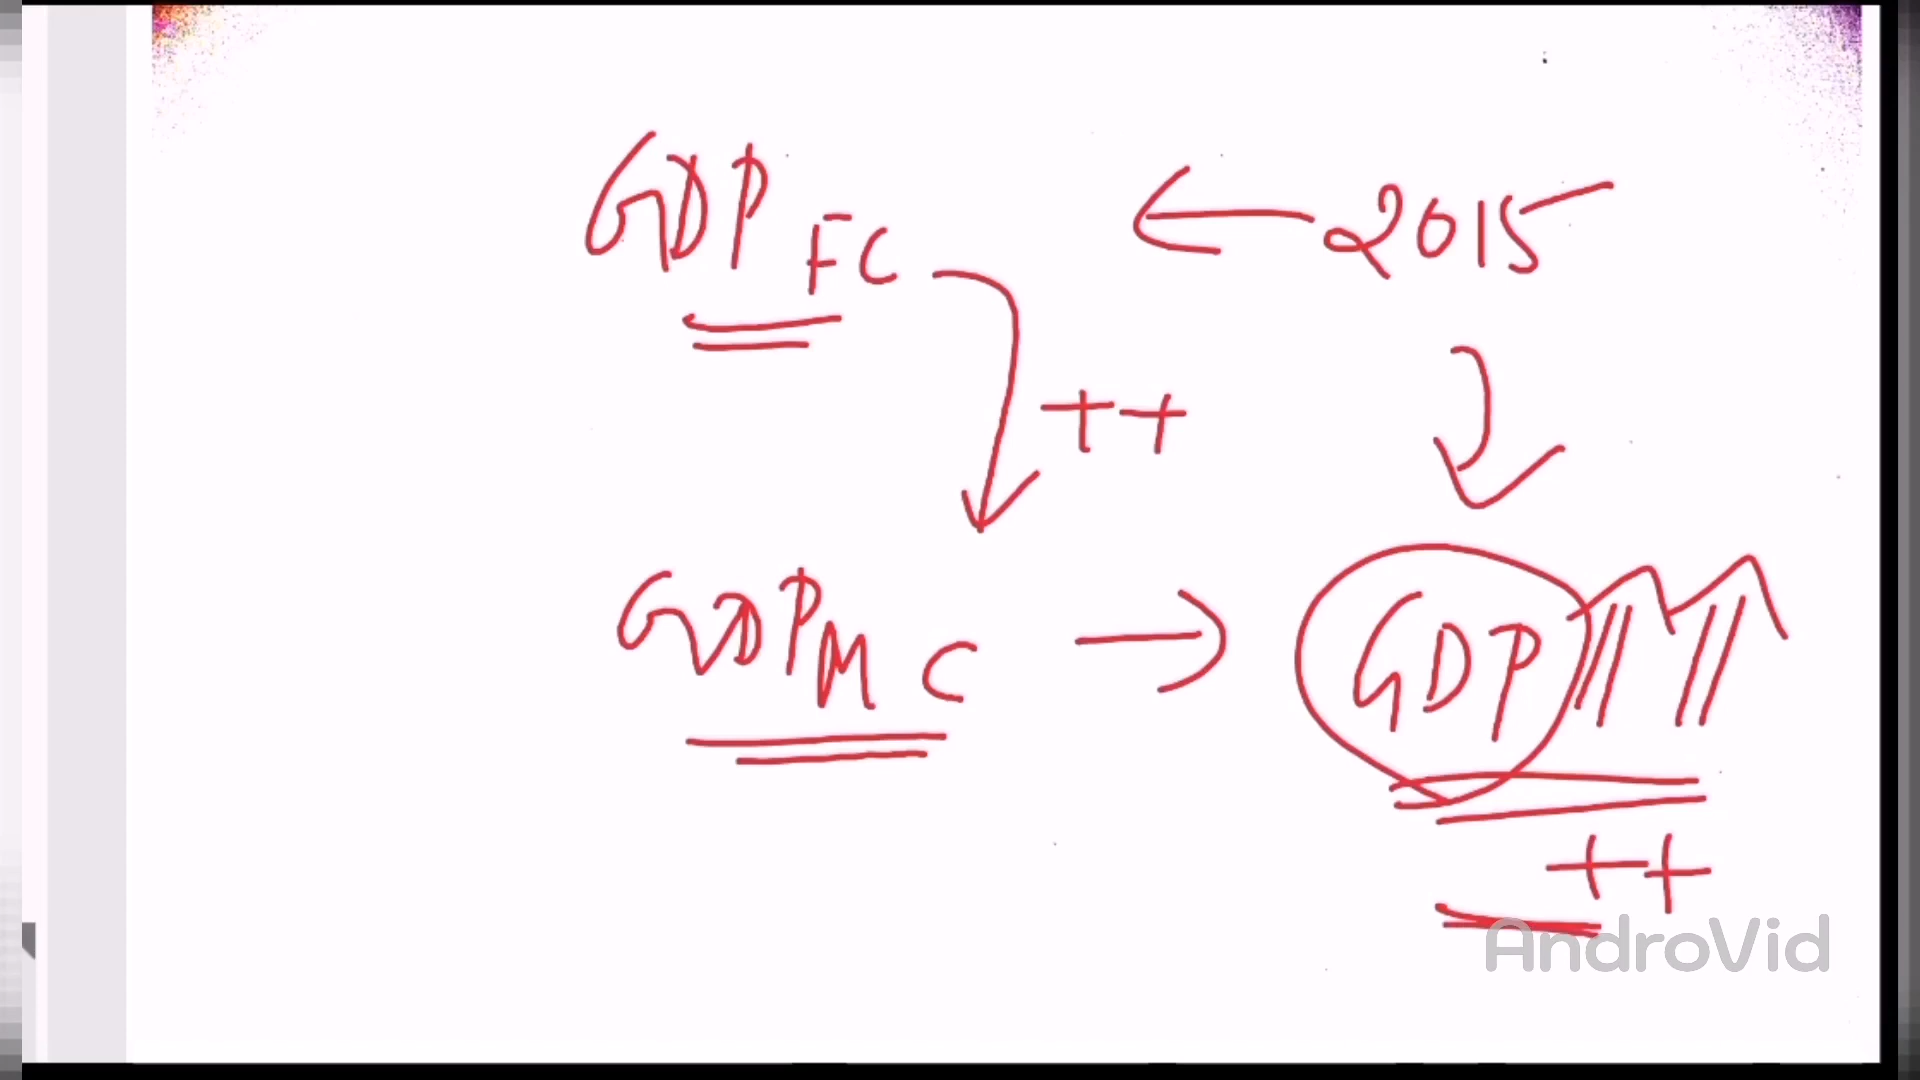 GDP FC ← 2015
++
GDP MC → GDP
++
AndroVid